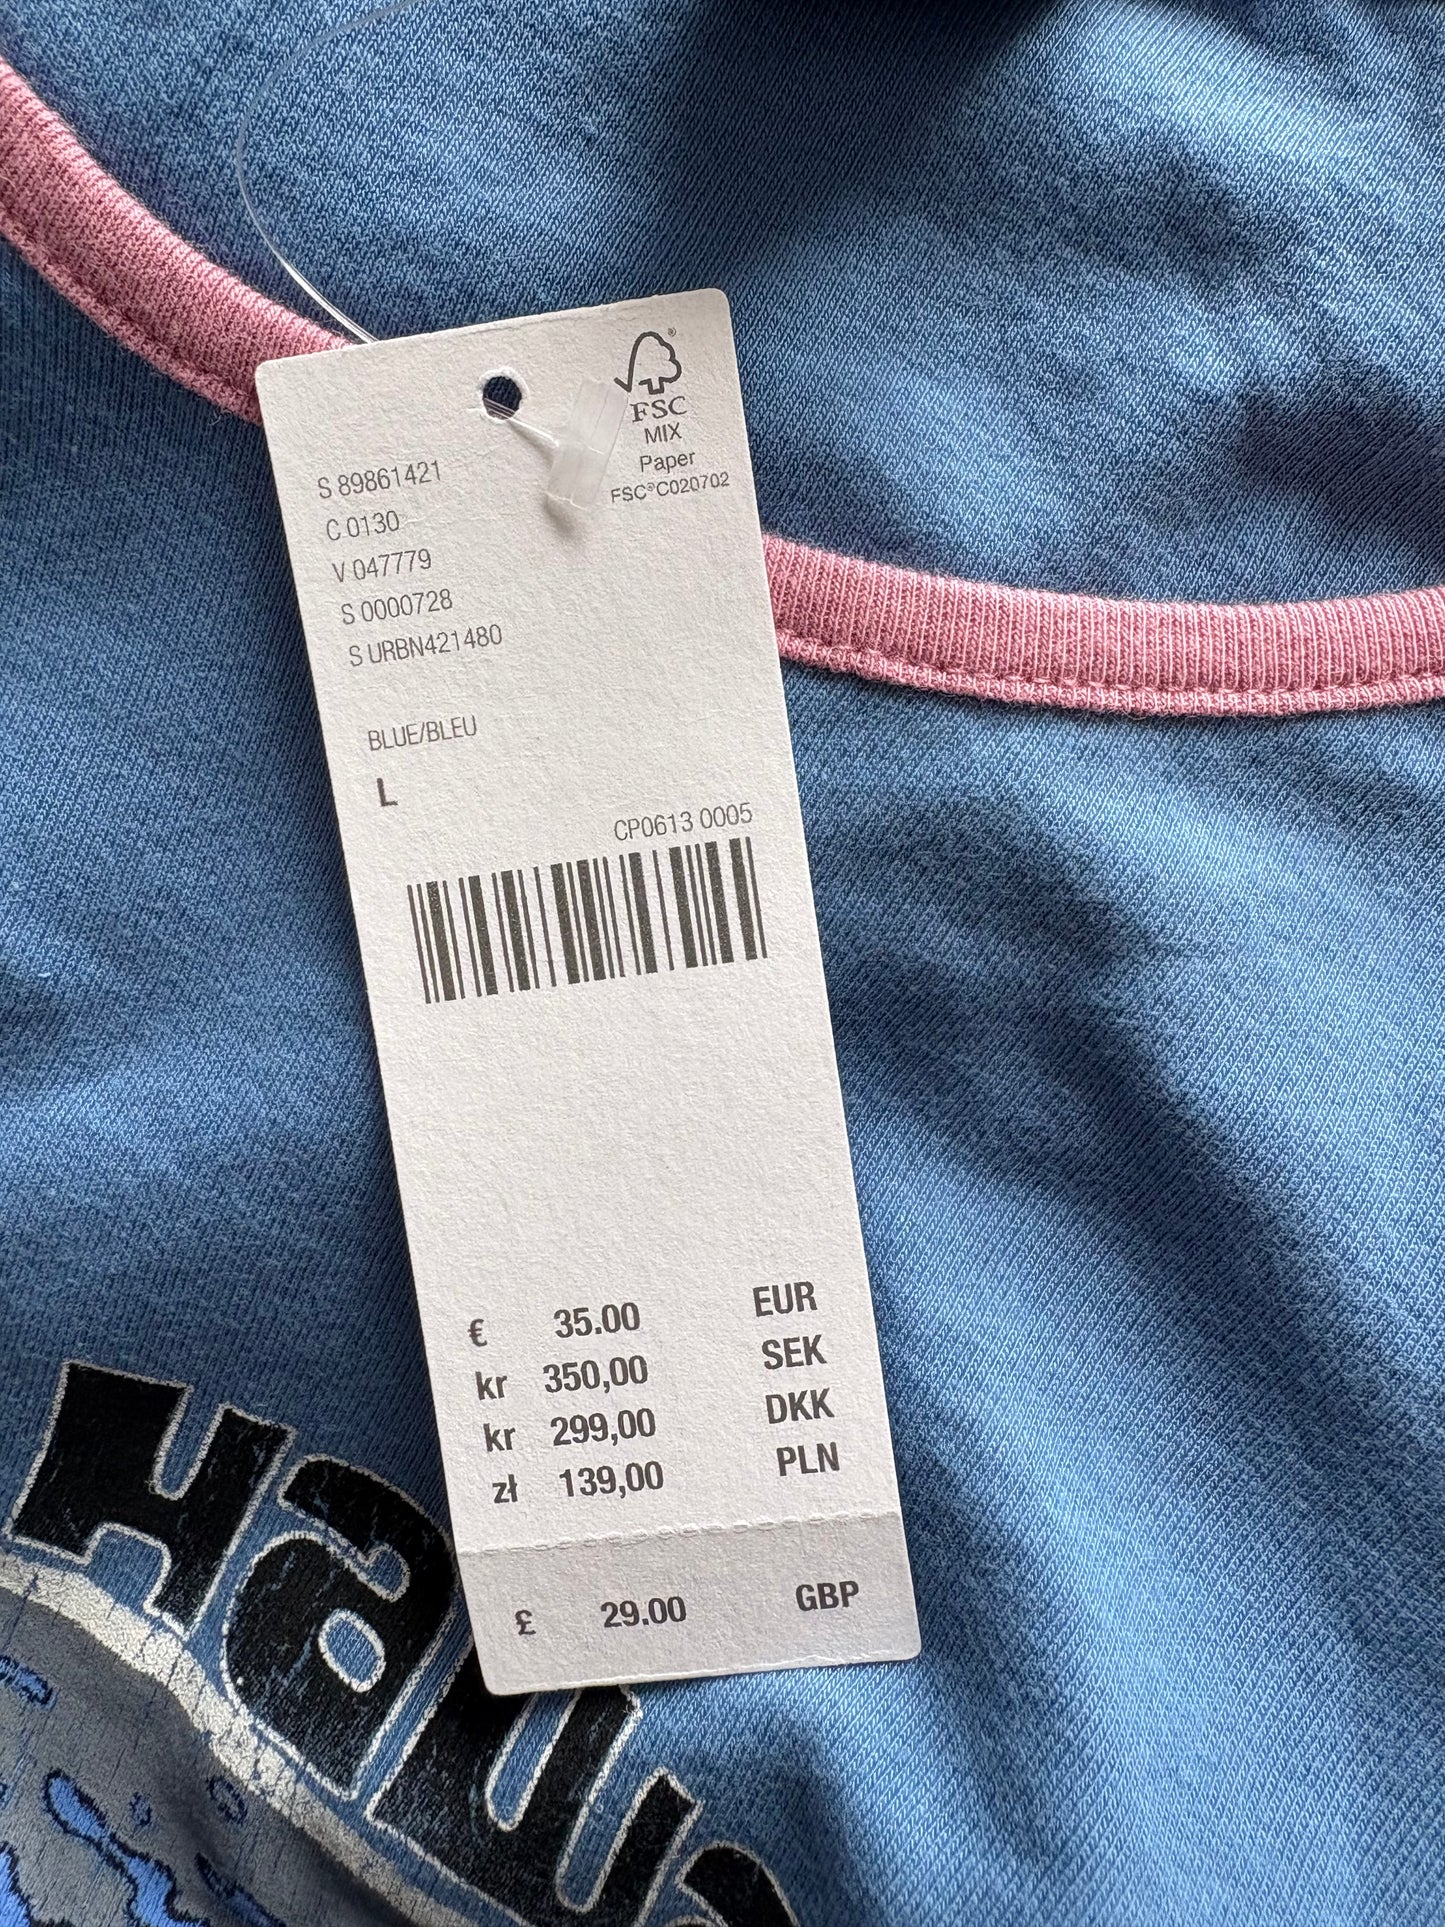 FSC®
MIX
Paper
FSC®C020702
S 89861421
C 0130
V 047779
S 0000728
S URBN421480
BLUE/BLEU
L
CP0613 0005
€ 35.00 EUR
kr 350,00 SEK
kr 299,00 DKK
zł 139,00 PLN
£ 29.00 GBP